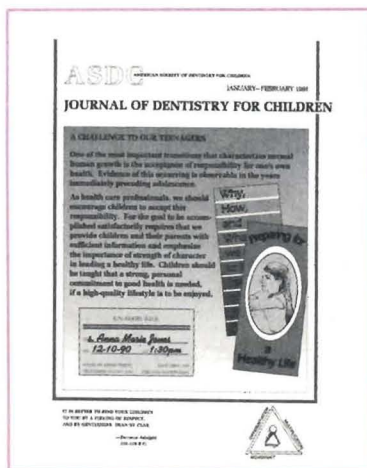 ASDC
AMERICAN SOCIETY OF DENTISTRY FOR CHILDREN
JANUARY–FEBRUARY
JOURNAL OF DENTISTRY FOR CHILDREN
A CHALLENGE TO OUR TEENAGERS
One of the most important transitions that characterizes normal
human growth is the acceptance of responsibility for one's own
health. Evidence of this occurring is observable in the years
immediately preceding adolescence.
As health care professionals, we should
encourage children to accept this
responsibility. For the goal to be accom-
plished satisfactorily requires that we
provide children and their parents with
sufficient information and emphasize
the importance of strength of character
in leading a healthy life. Children should
be taught that a strong, personal
commitment to good health is needed,
if a high-quality lifestyle is to be enjoyed.
Why,
How,
and
Preparing for
a
Healthy Life
Anna Marie Jones
12-10-90 1:30pm
IT IS BETTER TO BIND YOUR CHILDREN
TO YOU BY A FEELING OF RESPECT,
AND BY GENTLENESS, THAN BY FEAR.